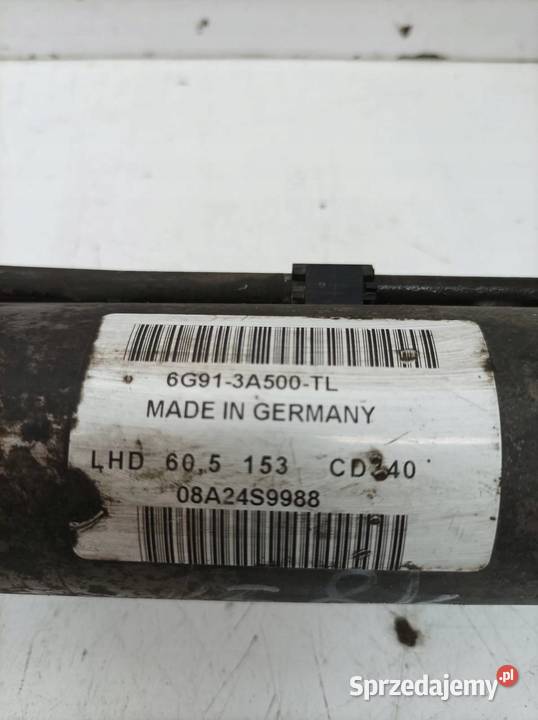 6G91-3A500-TL
MADE IN GERMANY
LHD 60,5 153 CD340
08A24S9988
Sprzedajemy.pl